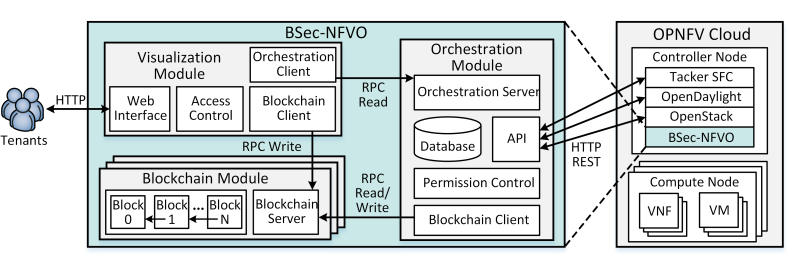 BSec-NFVO
OPNFV Cloud
Visualization
Module
Orchestration
Client
Web
Interface
Access
Control
Blockchain
Client
HTTP
Tenants
RPC
Read
RPC Write
Orchestration
Module
Orchestration Server
Database
API
Permission Control
Blockchain Client
RPC
Read/
Write
Blockchain Module
Block
0
Block
1
...
Block
N
Blockchain
Server
HTTP
REST
Controller Node
Tacker SFC
OpenDaylight
OpenStack
BSec-NFVO
Compute Node
VNF
VM